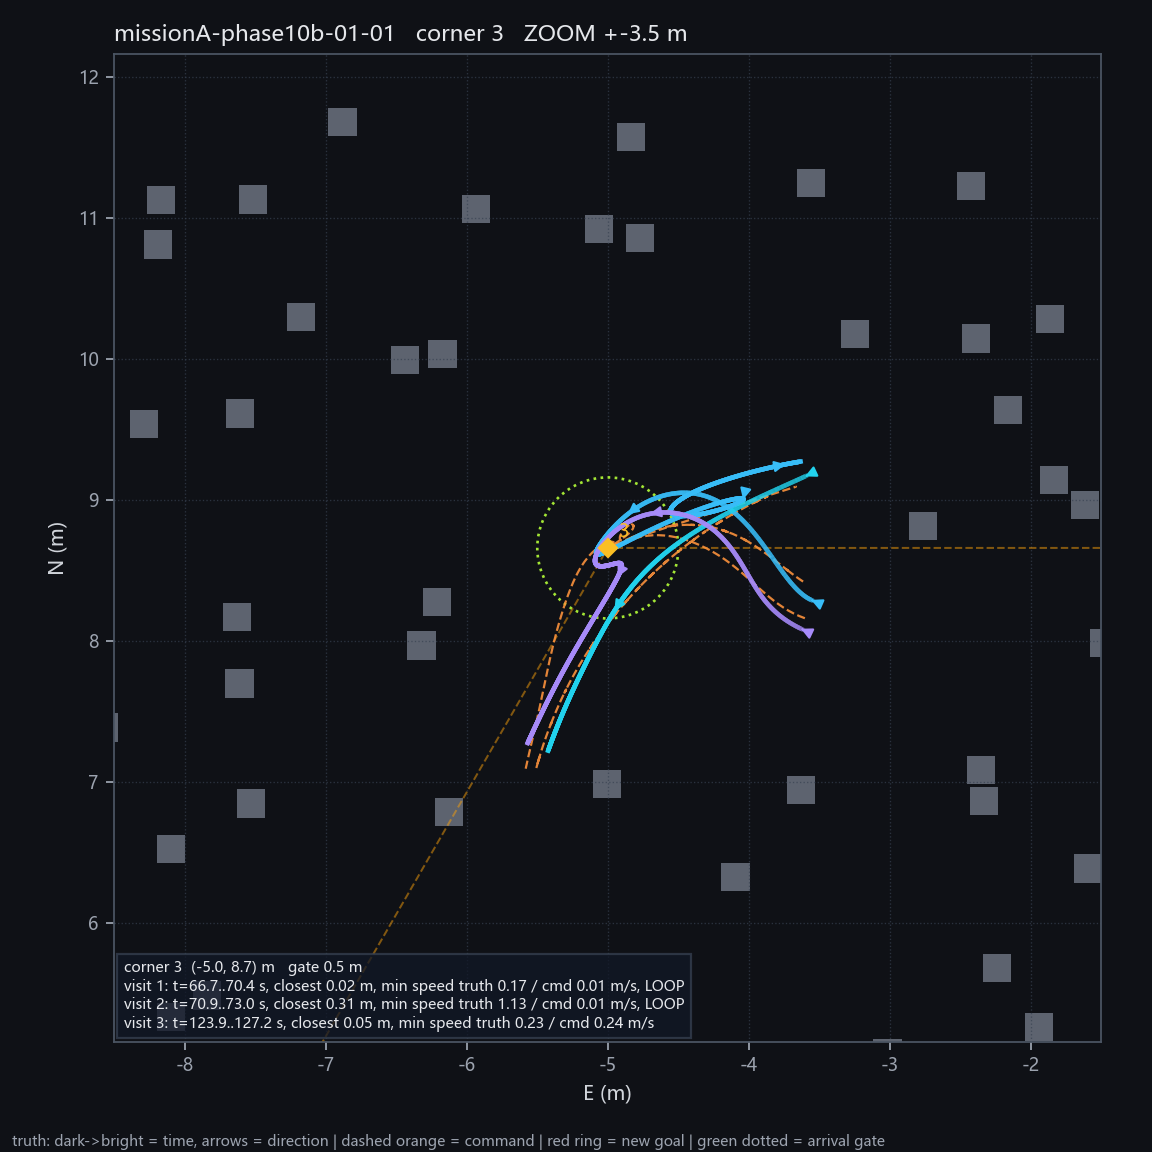 missionA-phase10b-01-01 corner 3 ZOOM +-3.5 m
12
11
10
9
8
7
6
N (m)
3
-8
-7
-6
-5
-4
-3
-2
E (m)
corner 3 (-5.0, 8.7) m gate 0.5 m
visit 1: t=66.7..70.4 s, closest 0.02 m, min speed truth 0.17 / cmd 0.01 m/s, LOOP
visit 2: t=70.9..73.0 s, closest 0.31 m, min speed truth 1.13 / cmd 0.01 m/s, LOOP
visit 3: t=123.9..127.2 s, closest 0.05 m, min speed truth 0.23 / cmd 0.24 m/s
truth: dark->bright = time, arrows = direction | dashed orange = command | red ring = new goal | green dotted = arrival gate